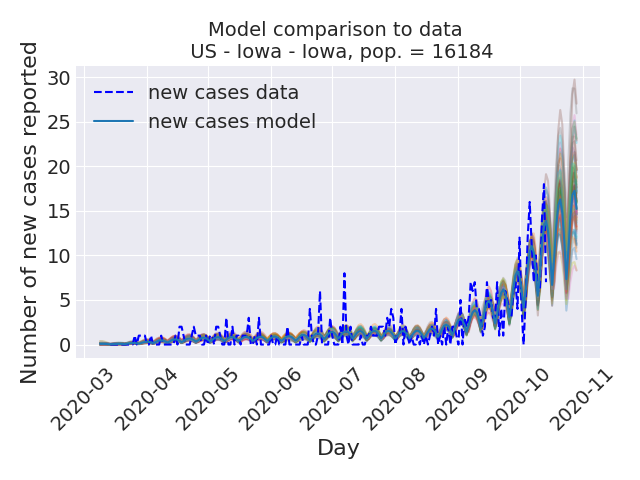 Model comparison to data
US - Iowa - Iowa, pop. = 16184
Number of new cases reported
30
25
20
15
10
5
0
new cases data
new cases model
2020-03
2020-04
2020-05
2020-06
2020-07
2020-08
2020-09
2020-10
2020-11
Day